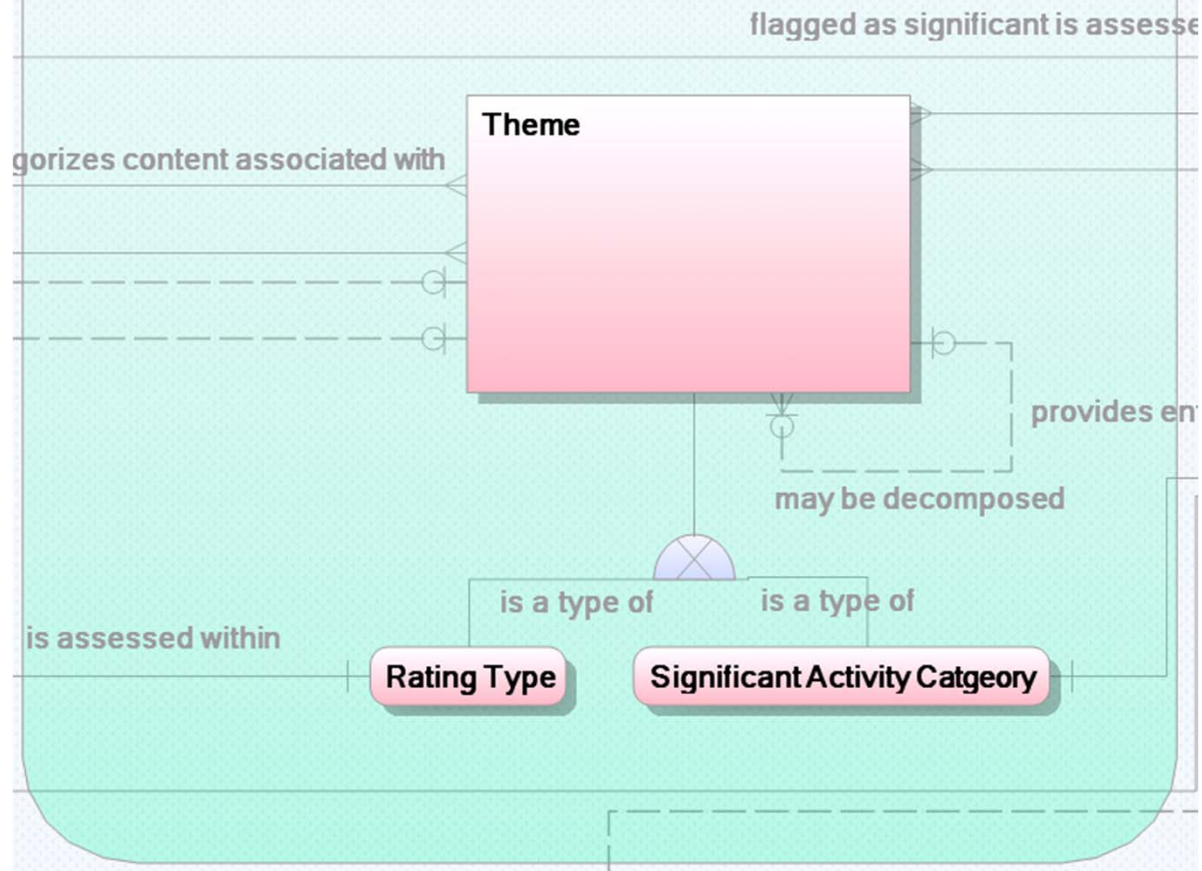 flagged as significant is assesse
Theme
gorizes content associated with
provides en
may be decomposed
is a type of
is a type of
is assessed within
Rating Type
Significant Activity Catgeory